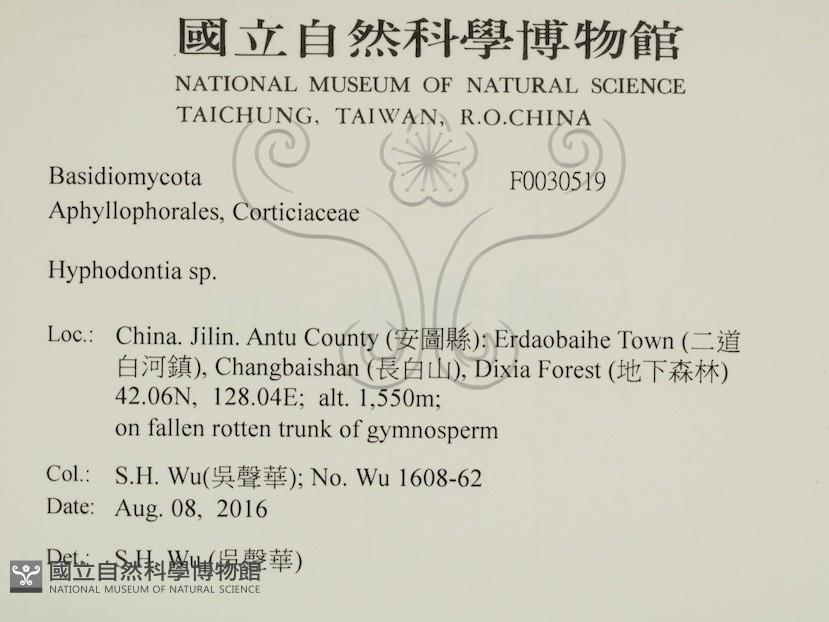 國立自然科學博物館
NATIONAL MUSEUM OF NATURAL SCIENCE
TAICHUNG, TAIWAN, R.O.CHINA
Basidiomycota F0030519
Aphyllophorales, Corticiaceae
Hyphodontia sp.
Loc.: China. Jilin. Antu County (安圖縣): Erdaobaihe Town (二道
白河鎮), Changbaishan (長白山), Dixia Forest (地下森林)
42.06N, 128.04E; alt. 1,550m;
on fallen rotten trunk of gymnosperm
Col.: S.H. Wu(吳聲華); No. Wu 1608-62
Date: Aug. 08, 2016
Det.: S.H. Wu (吳聲華)
國立自然科學博物館
NATIONAL MUSEUM OF NATURAL SCIENCE